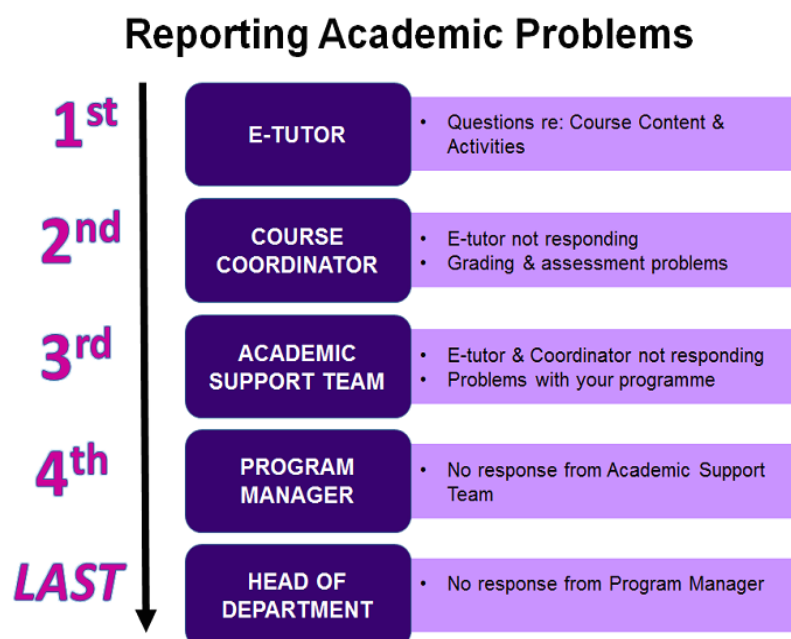 Reporting Academic Problems
1st
E-TUTOR
• Questions re: Course Content &
Activities
2nd
COURSE
COORDINATOR
• E-tutor not responding
• Grading & assessment problems
3rd
ACADEMIC
SUPPORT TEAM
• E-tutor & Coordinator not responding
• Problems with your programme
4th
PROGRAM
MANAGER
• No response from Academic Support
Team
LAST
HEAD OF
DEPARTMENT
• No response from Program Manager